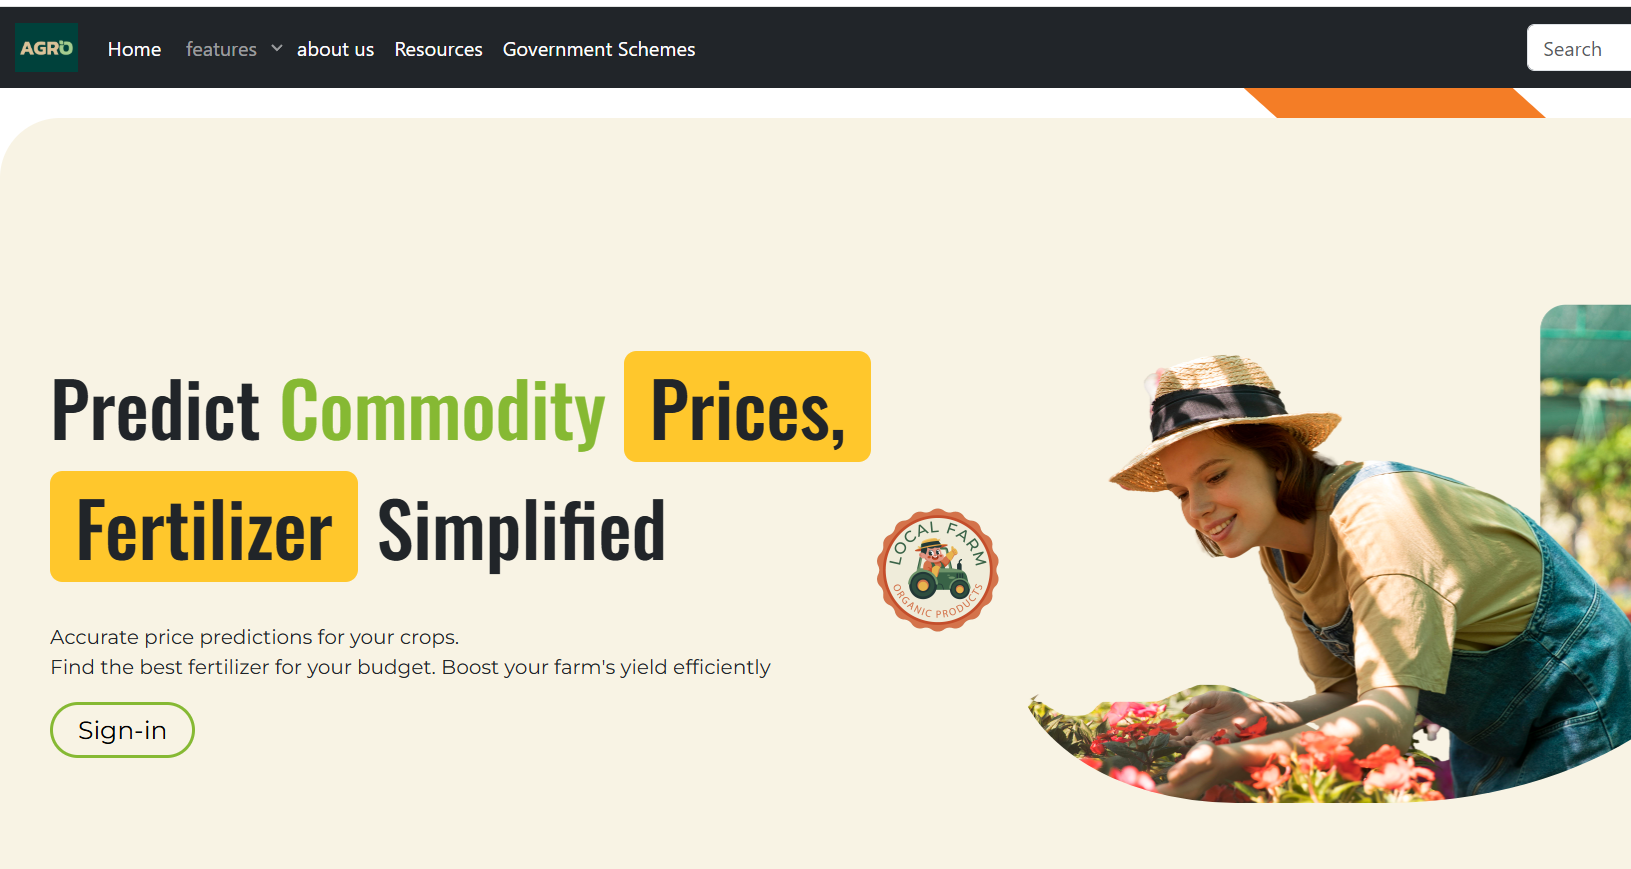 AGRO
Home features about us Resources Government Schemes
Search
Predict Commodity Prices,
Fertilizer Simplified
LOCAL FARM
ORGANIC PRODUCTS
Accurate price predictions for your crops.
Find the best fertilizer for your budget. Boost your farm's yield efficiently
Sign-in